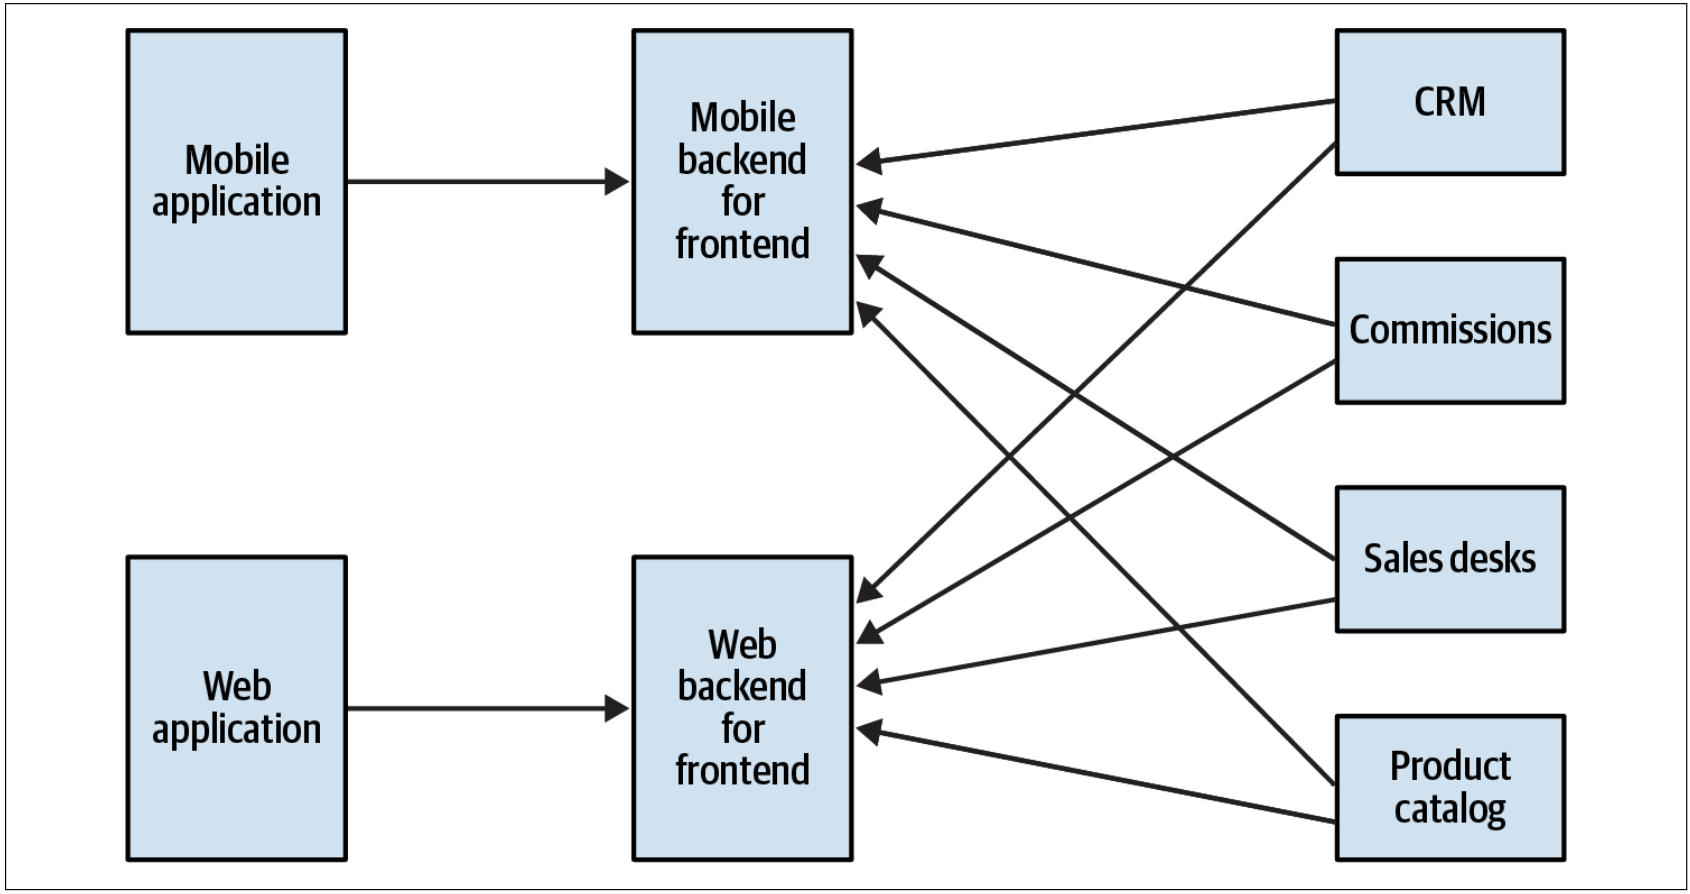 Mobile
application
Mobile
backend
for
frontend
CRM
Commissions
Sales desks
Web
application
Web
backend
for
frontend
Product
catalog